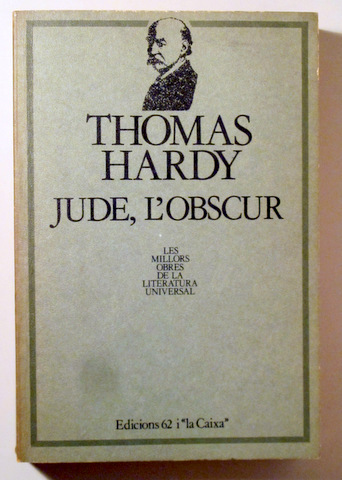 THOMAS
HARDY
JUDE, L'OBSCUR
LES
MILLORS
OBRES
DE LA
LITERATURA
UNIVERSAL
Edicions 62 i "la Caixa"